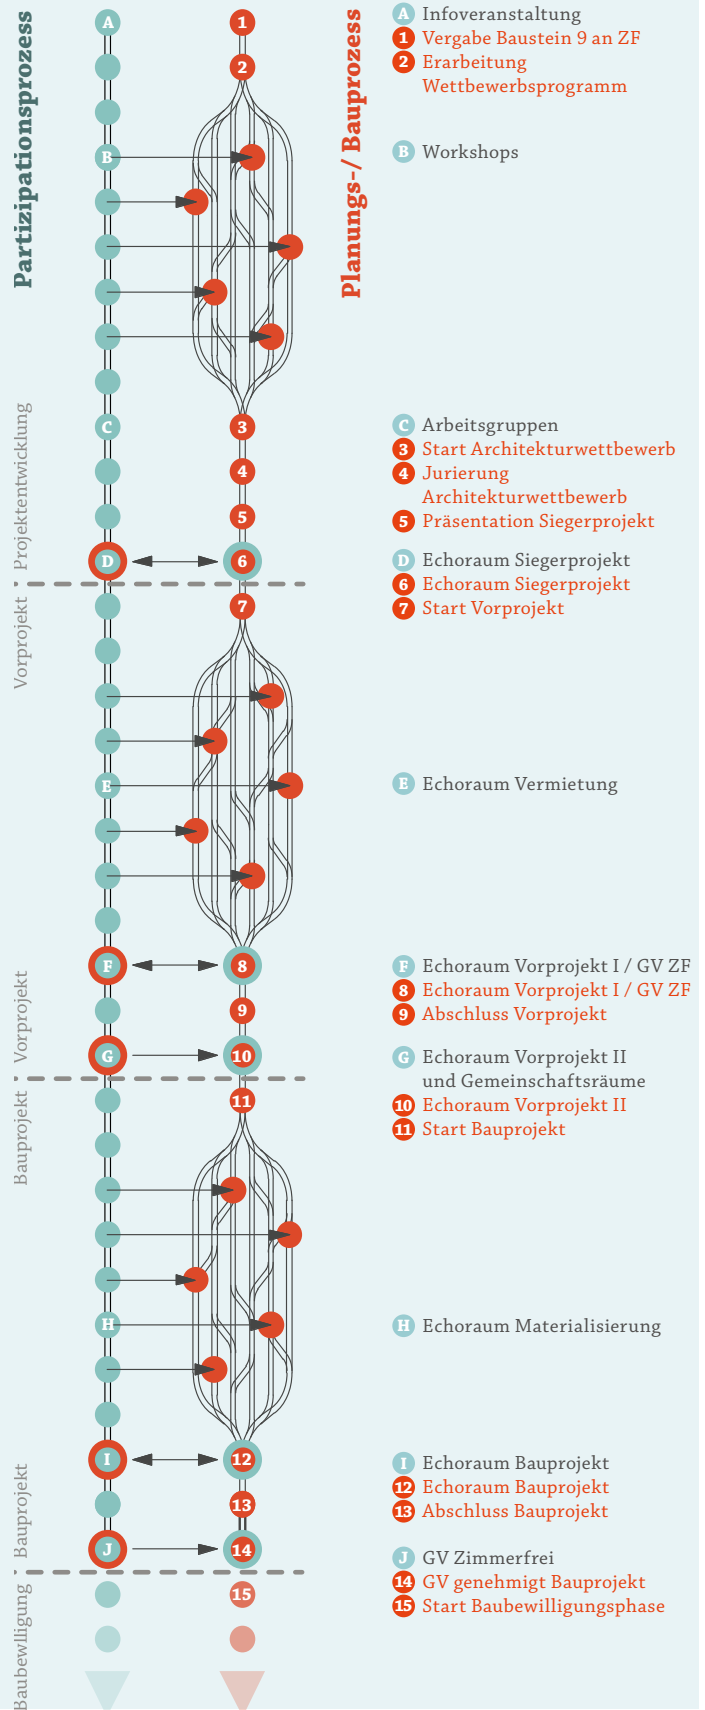 Partizipationsprozess
Planungs-/ Bauprozess
A Infoveranstaltung
1 Vergabe Baustein 9 an ZF
2 Erarbeitung
Wettbewerbsprogramm
B Workshops
C Arbeitsgruppen
3 Start Architekturwettbewerb
4 Jurierung
Architekturwettbewerb
5 Präsentation Siegerprojekt
D Echoraum Siegerprojekt
6 Echoraum Siegerprojekt
7 Start Vorprojekt
E Echoraum Vermietung
F Echoraum Vorprojekt I / GV ZF
8 Echoraum Vorprojekt I / GV ZF
9 Abschluss Vorprojekt
G Echoraum Vorprojekt II
und Gemeinschaftsräume
10 Echoraum Vorprojekt II
11 Start Bauprojekt
H Echoraum Materialisierung
I Echoraum Bauprojekt
12 Echoraum Bauprojekt
13 Abschluss Bauprojekt
J GV Zimmerfrei
14 GV genehmigt Bauprojekt
15 Start Baubewilligungsphase
A
1
2
B
Projektentwicklung
C
3
4
5
D
6
Vorprojekt
7
E
Vorprojekt
F
8
9
G
10
Bauprojekt
11
H
Bauprojekt
I
12
13
J
14
Baubewlligung
15